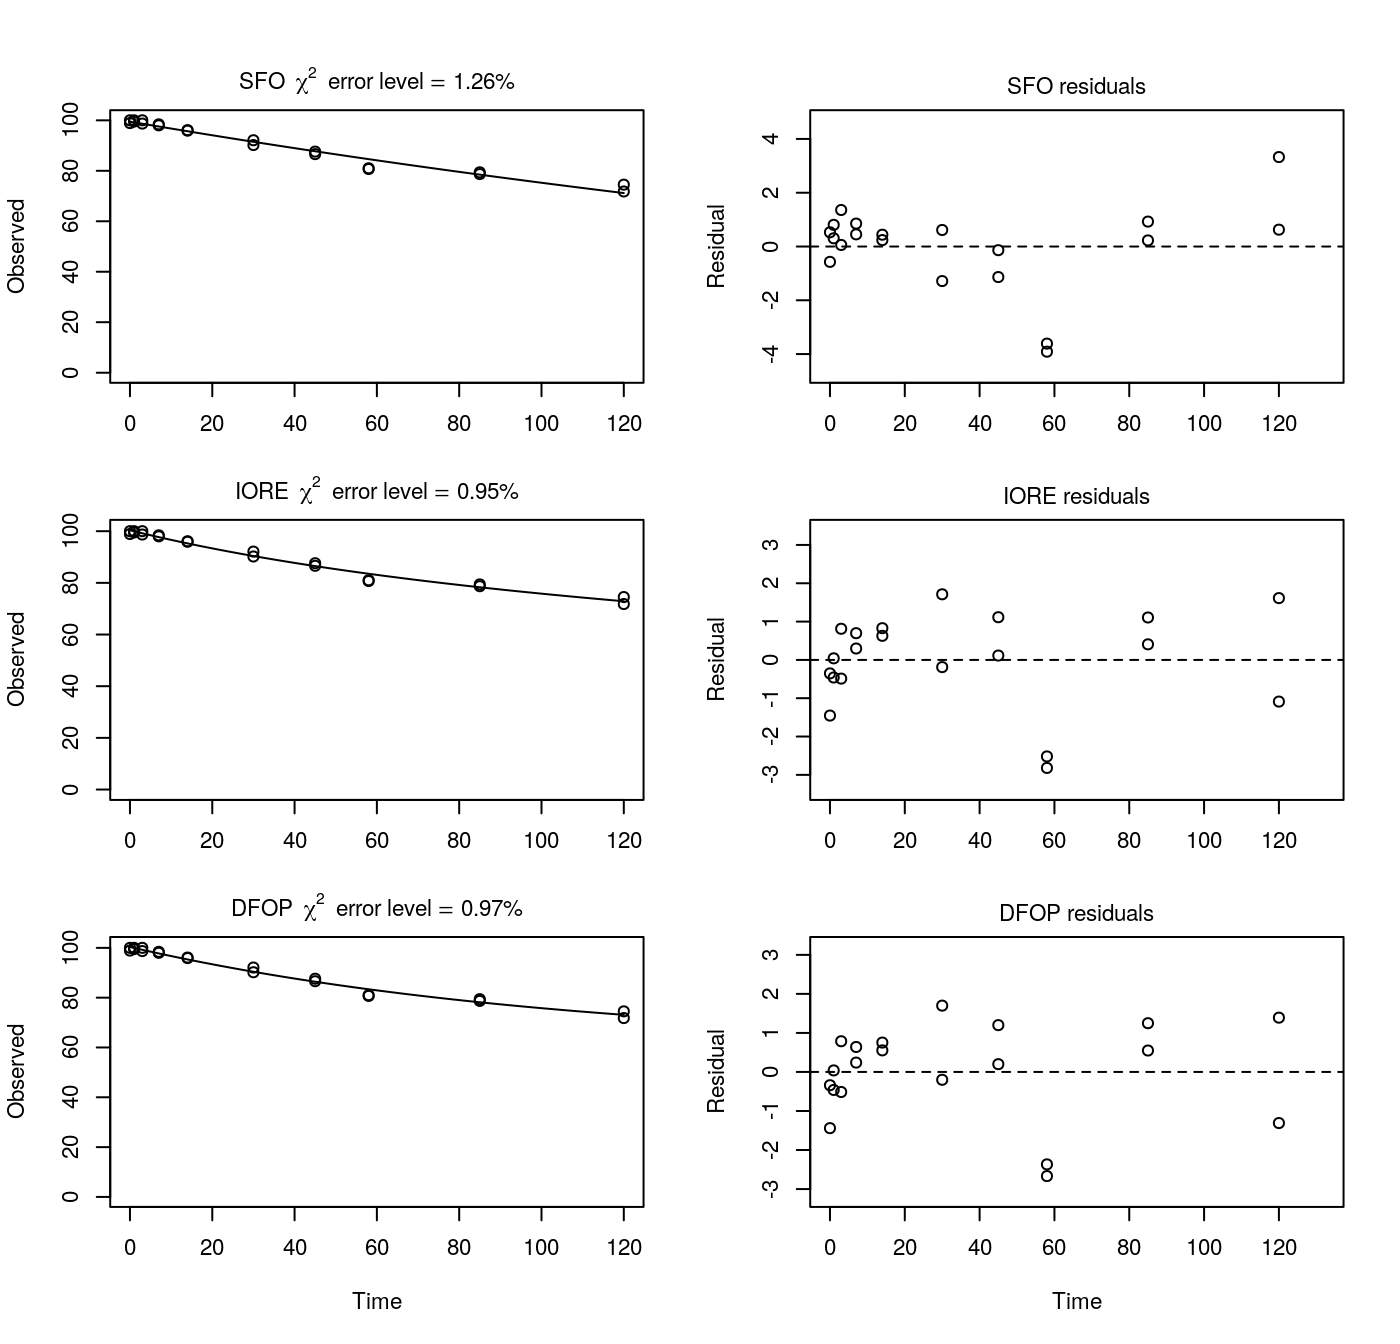 SFO χ² error level = 1.26%
Observed
100
80
60
40
20
0
0 20 40 60 80 100 120
SFO residuals
Residual
4
2
0
-2
-4
0 20 40 60 80 100 120
IORE χ² error level = 0.95%
Observed
100
80
60
40
20
0
0 20 40 60 80 100 120
IORE residuals
Residual
3
2
1
0
-1
-2
-3
0 20 40 60 80 100 120
DFOP χ² error level = 0.97%
Observed
100
80
60
40
20
0
0 20 40 60 80 100 120
Time
DFOP residuals
Residual
3
2
1
0
-1
-2
-3
0 20 40 60 80 100 120
Time